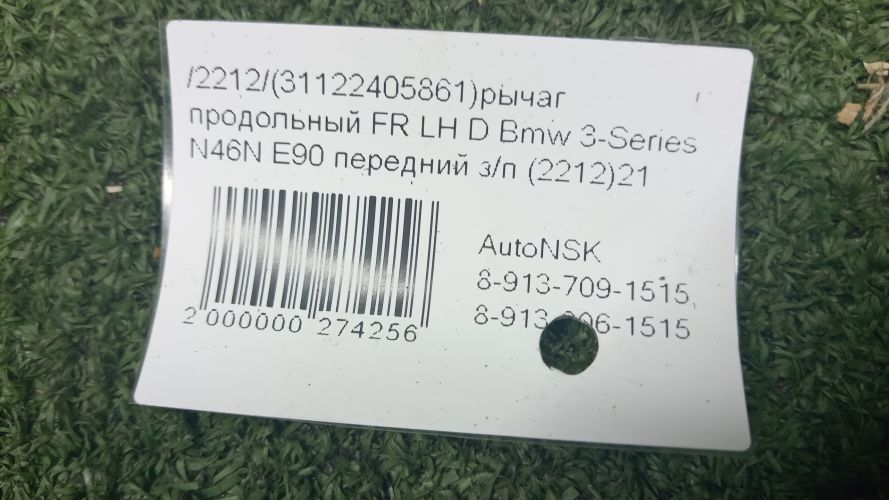 /2212/(31122405861)рычаг
продольный FR LH D Bmw 3-Series
N46N E90 передний з/п (2212)21
AutoNSK
8-913-709-1515,
2 000000 274256